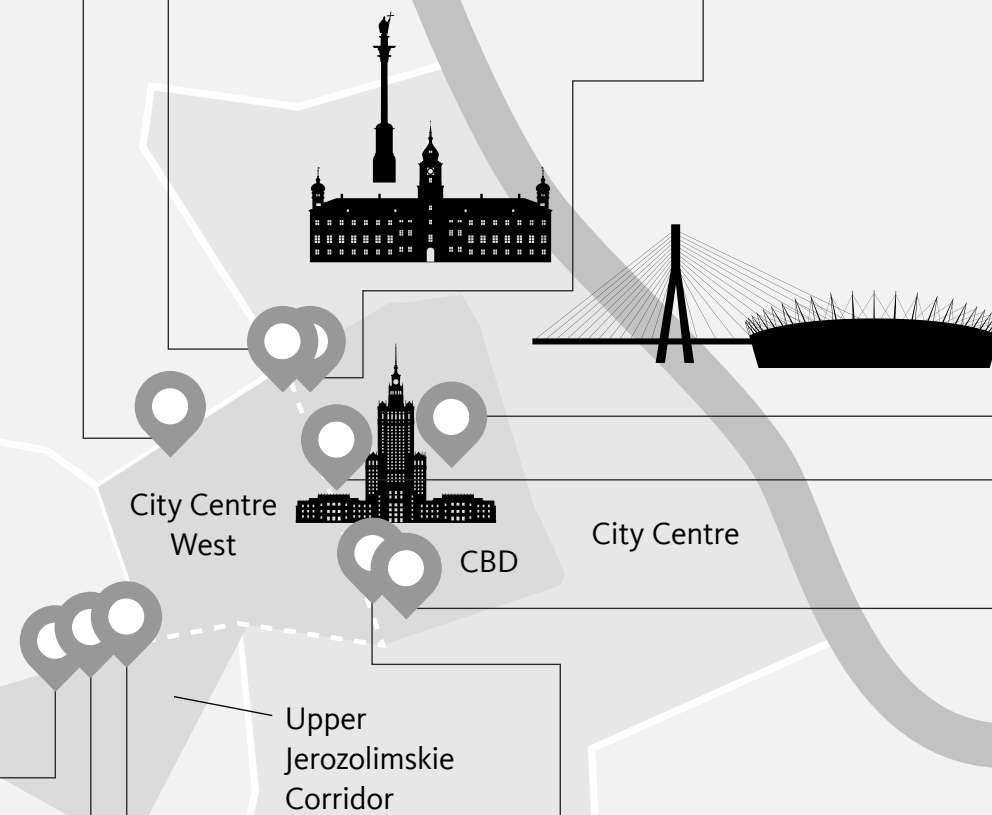 City Centre
West
CBD
City Centre
Upper
Jerozolimskie
Corridor